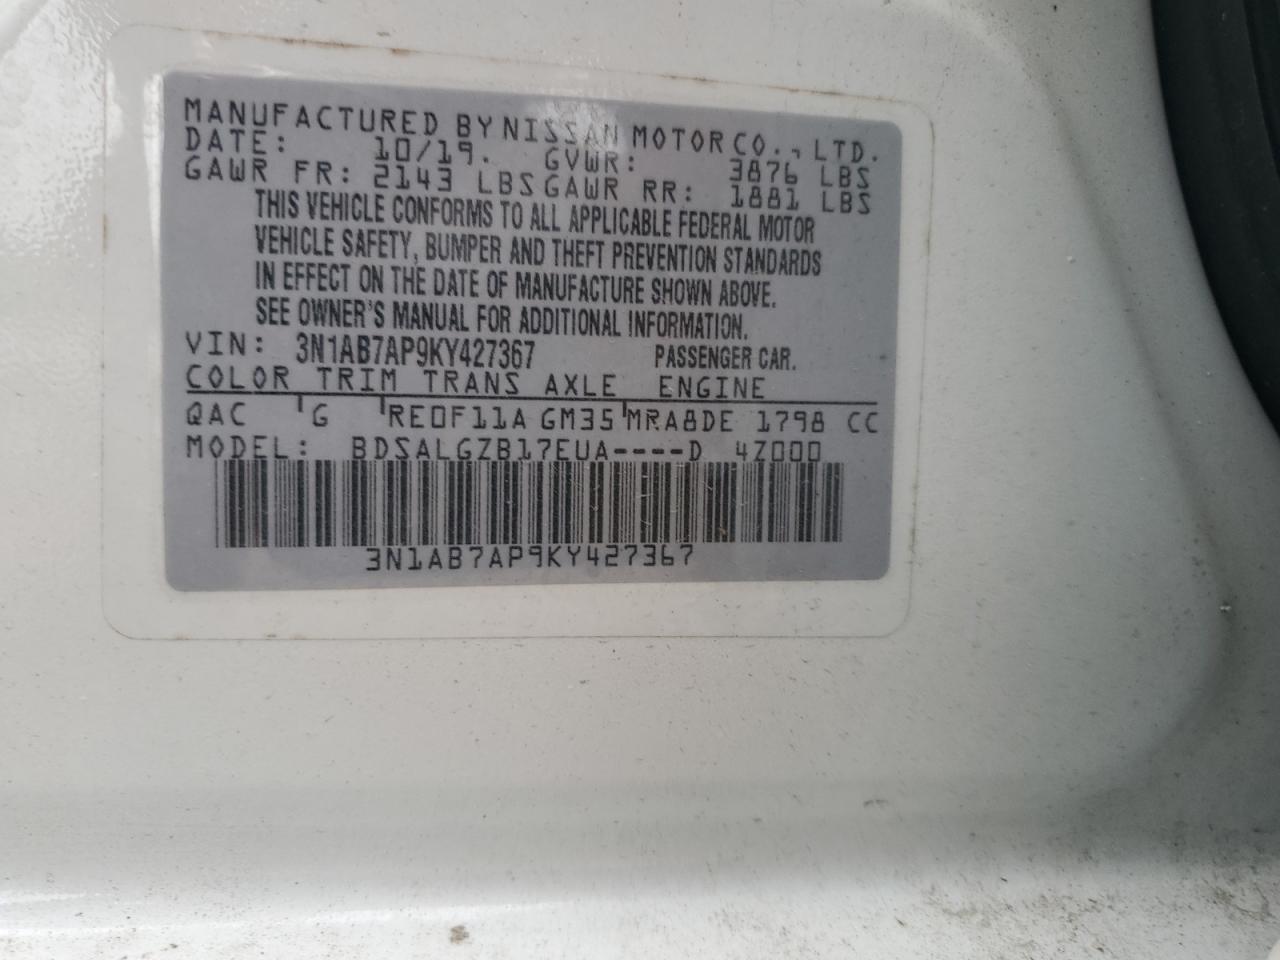 MANUFACTURED BY NISSAN MOTOR CO., LTD.
DATE: 10/19. GVWR: 3876 LBS
GAWR FR: 2143 LBS GAWR RR: 1881 LBS
THIS VEHICLE CONFORMS TO ALL APPLICABLE FEDERAL MOTOR
VEHICLE SAFETY, BUMPER AND THEFT PREVENTION STANDARDS
IN EFFECT ON THE DATE OF MANUFACTURE SHOWN ABOVE.
SEE OWNER'S MANUAL FOR ADDITIONAL INFORMATION.
VIN: 3N1AB7AP9KY427367 PASSENGER CAR.
COLOR TRIM TRANS AXLE ENGINE
QAC G RE0F11A GM35 MRA8DE 1798 CC
MODEL: BDSALGZB17EUA----D 4Z000
3N1AB7AP9KY427367